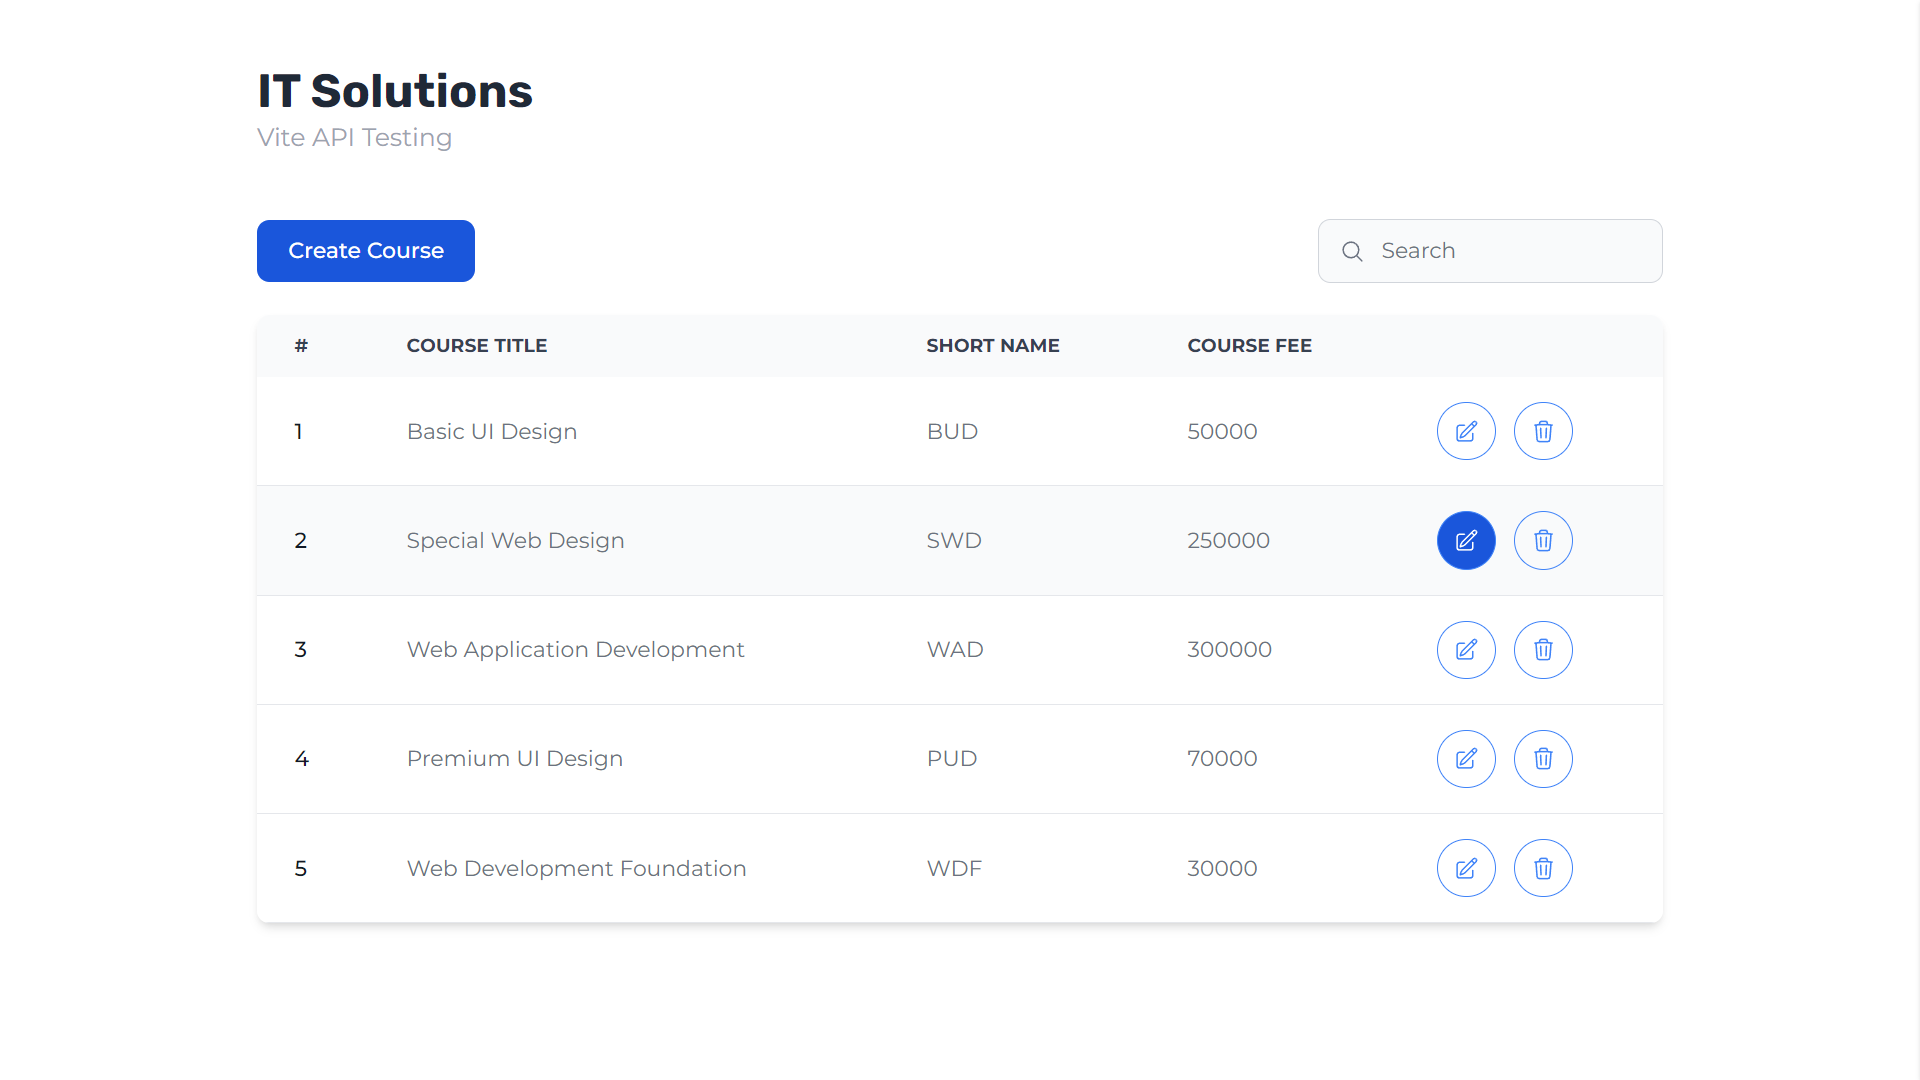 IT Solutions
Vite API Testing
Create Course
Search
# COURSE TITLE SHORT NAME COURSE FEE
1 Basic UI Design BUD 50000
2 Special Web Design SWD 250000
3 Web Application Development WAD 300000
4 Premium UI Design PUD 70000
5 Web Development Foundation WDF 30000